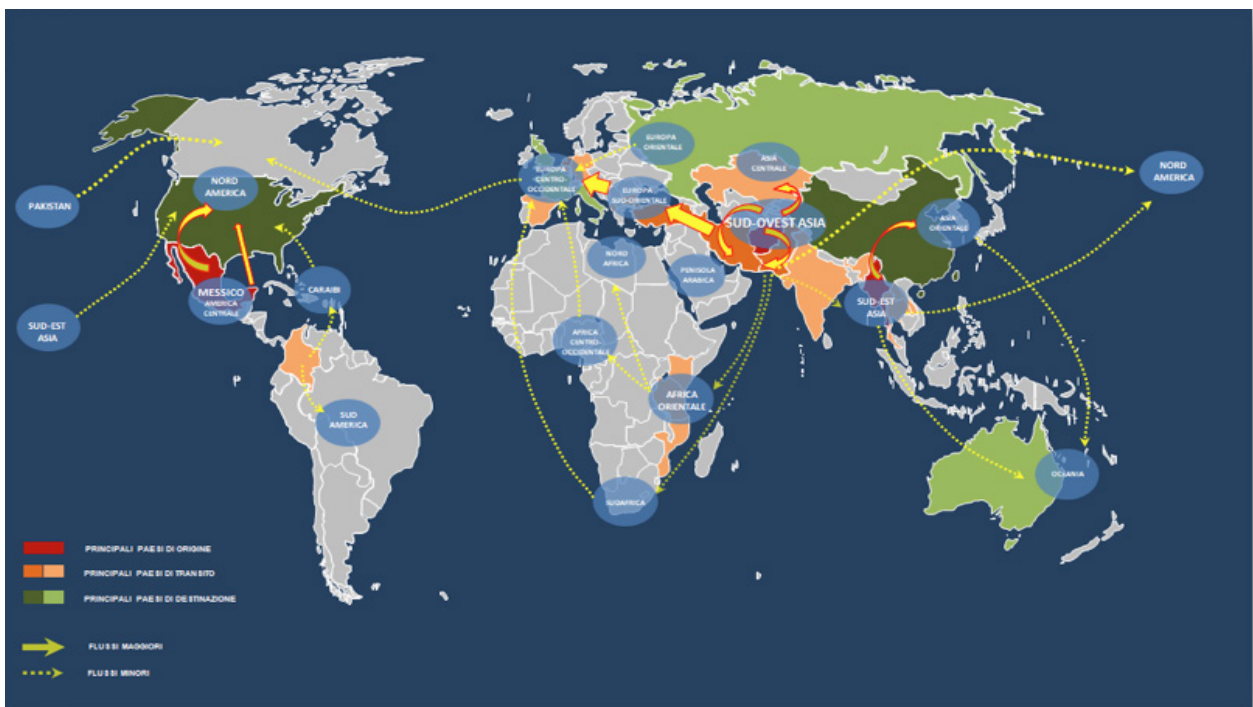 EUROPA
ORIENTALE
NORD
AMERICA
EUROPA
CENTRO-
OCCIDENTALE
ASIA
CENTRALE
NORD
AMERICA
PAKISTAN
EUROPA
SUD-ORIENTALE
SUD-OVEST ASIA
ASIA
ORIENTALE
NORD
AFRICA
PENISOLA
ARABICA
MESSICO
AMERICA
CENTRALE
CARAIBI
SUD-EST
ASIA
SUD-EST
ASIA
AFRICA
CENTRO-
OCCIDENTALE
AFRICA
ORIENTALE
SUD
AMERICA
OCEANIA
SUDAFRICA
PRINCIPALI PAESI DI ORIGINE
PRINCIPALI PAESI DI TRANSITO
PRINCIPALI PAESI DI DESTINAZIONE
FLUSSI MAGGIORI
FLUSSI MINORI